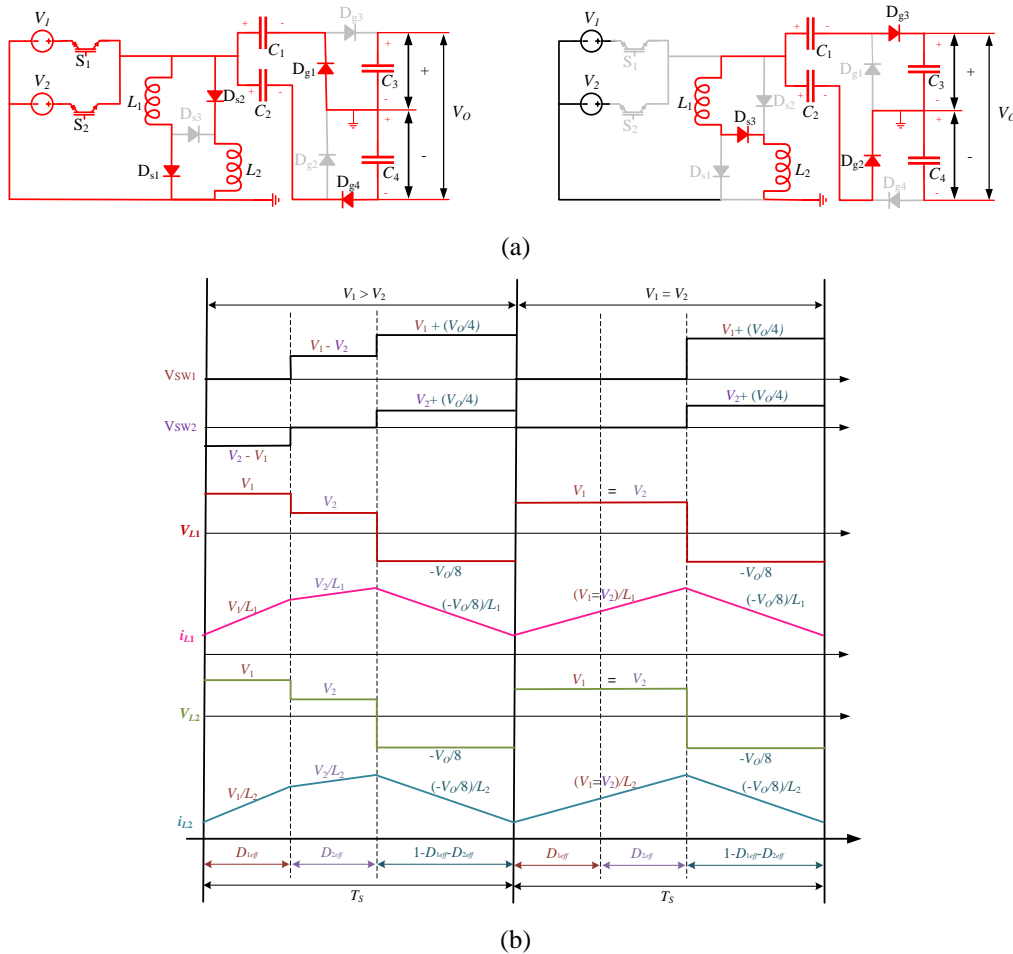 V1
Dg3
S1
C1
Dg1
C3
V2
S2
L1
Ds2
C2
VO
Ds3
Ds1
L2
Dg2
C4
Dg4
+
-
V1
Dg3
S1
C1
Dg1
C3
V2
S2
L1
Ds2
C2
VO
Ds3
Ds1
L2
Dg2
C4
Dg4
+
-
(a)
V1 > V2
V1 = V2
V1 + (VO/4)
V1+ (VO/4)
V1 - V2
VSW1
V2+ (VO/4)
V2+ (VO/4)
VSW2
V2 - V1
V1
V2
V1 = V2
VL1
-VO/8
-VO/8
V1/L1
V2/L1
(-VO/8)/L1
(V1=V2)/L1
(-VO/8)/L1
iL1
V1
V2
V1 = V2
VL2
-VO/8
-VO/8
V1/L2
V2/L2
(-VO/8)/L2
(V1=V2)/L2
(-VO/8)/L2
iL2
D1eff
D2eff
1-D1eff-D2eff
D1eff
D2eff
1-D1eff-D2eff
TS
TS
(b)